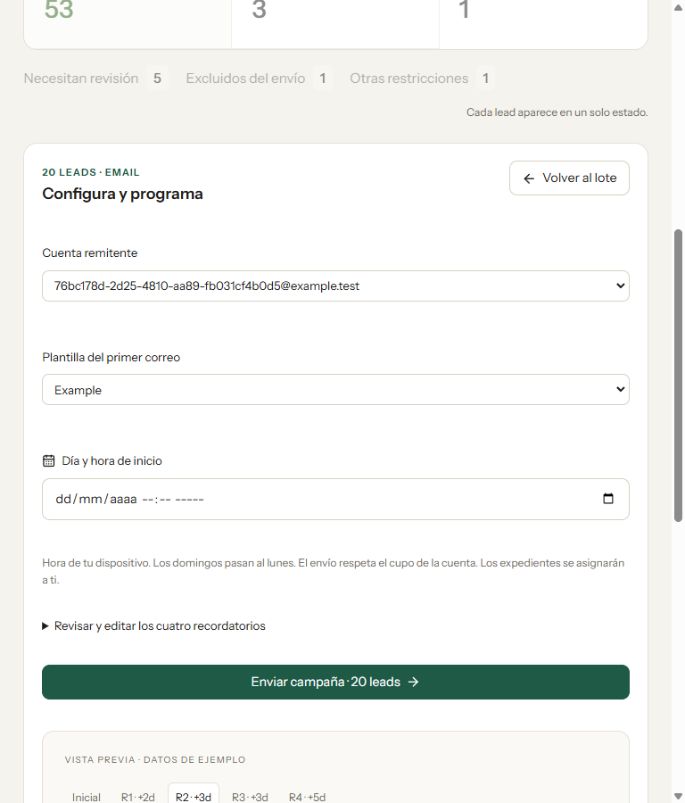 53
3
1
Necesitan revisión 5 Excluidos del envío 1 Otras restricciones 1
Cada lead aparece en un solo estado.
20 LEADS · EMAIL
Configura y programa
← Volver al lote
Cuenta remitente
76bc178d-2d25-4810-aa89-fb031cf4b0d5@example.test
Plantilla del primer correo
Example
Día y hora de inicio
dd/mm/aaaa --:-- -----
Hora de tu dispositivo. Los domingos pasan al lunes. El envío respeta el cupo de la cuenta. Los expedientes se asignarán
a ti.
Revisar y editar los cuatro recordatorios
Enviar campaña · 20 leads →
VISTA PREVIA · DATOS DE EJEMPLO
Inicial R1 · +2d R2 · +3d R3 · +3d R4 · +5d